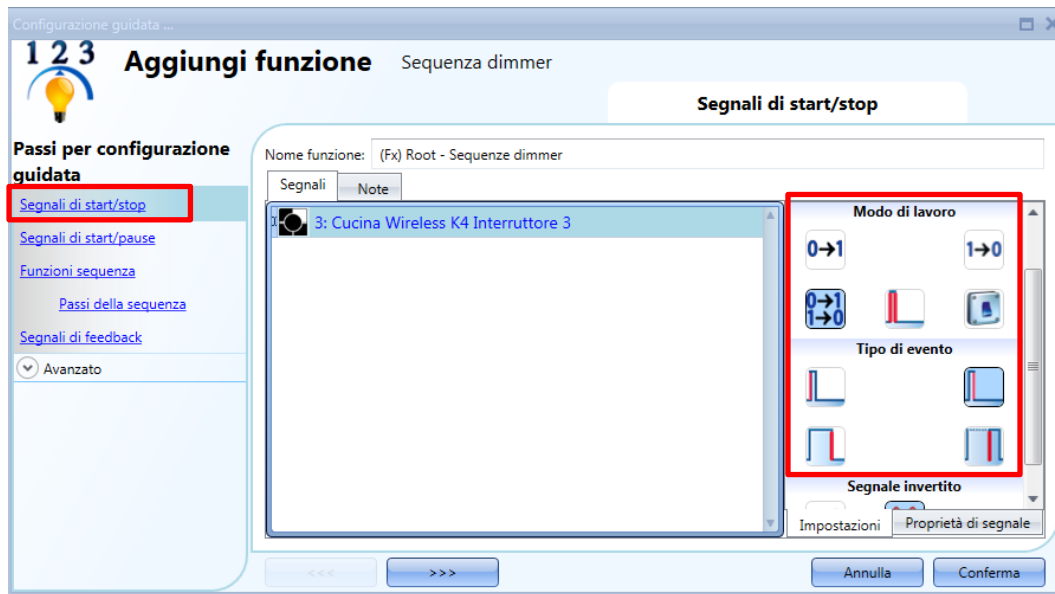 Configurazione guidata ...
1 2 3
Aggiungi funzione Sequenza dimmer
Segnali di start/stop
Passi per configurazione
guidata
Segnali di start/stop
Segnali di start/pause
Funzioni sequenza
Passi della sequenza
Segnali di feedback
Avanzato
Nome funzione: (Fx) Root - Sequenze dimmer
Segnali Note
3: Cucina Wireless K4 Interruttore 3
Modo di lavoro
0→1 1→0
0→1
1→0
Tipo di evento
Segnale invertito
Impostazioni Proprietà di segnale
<<< >>> Annulla Conferma